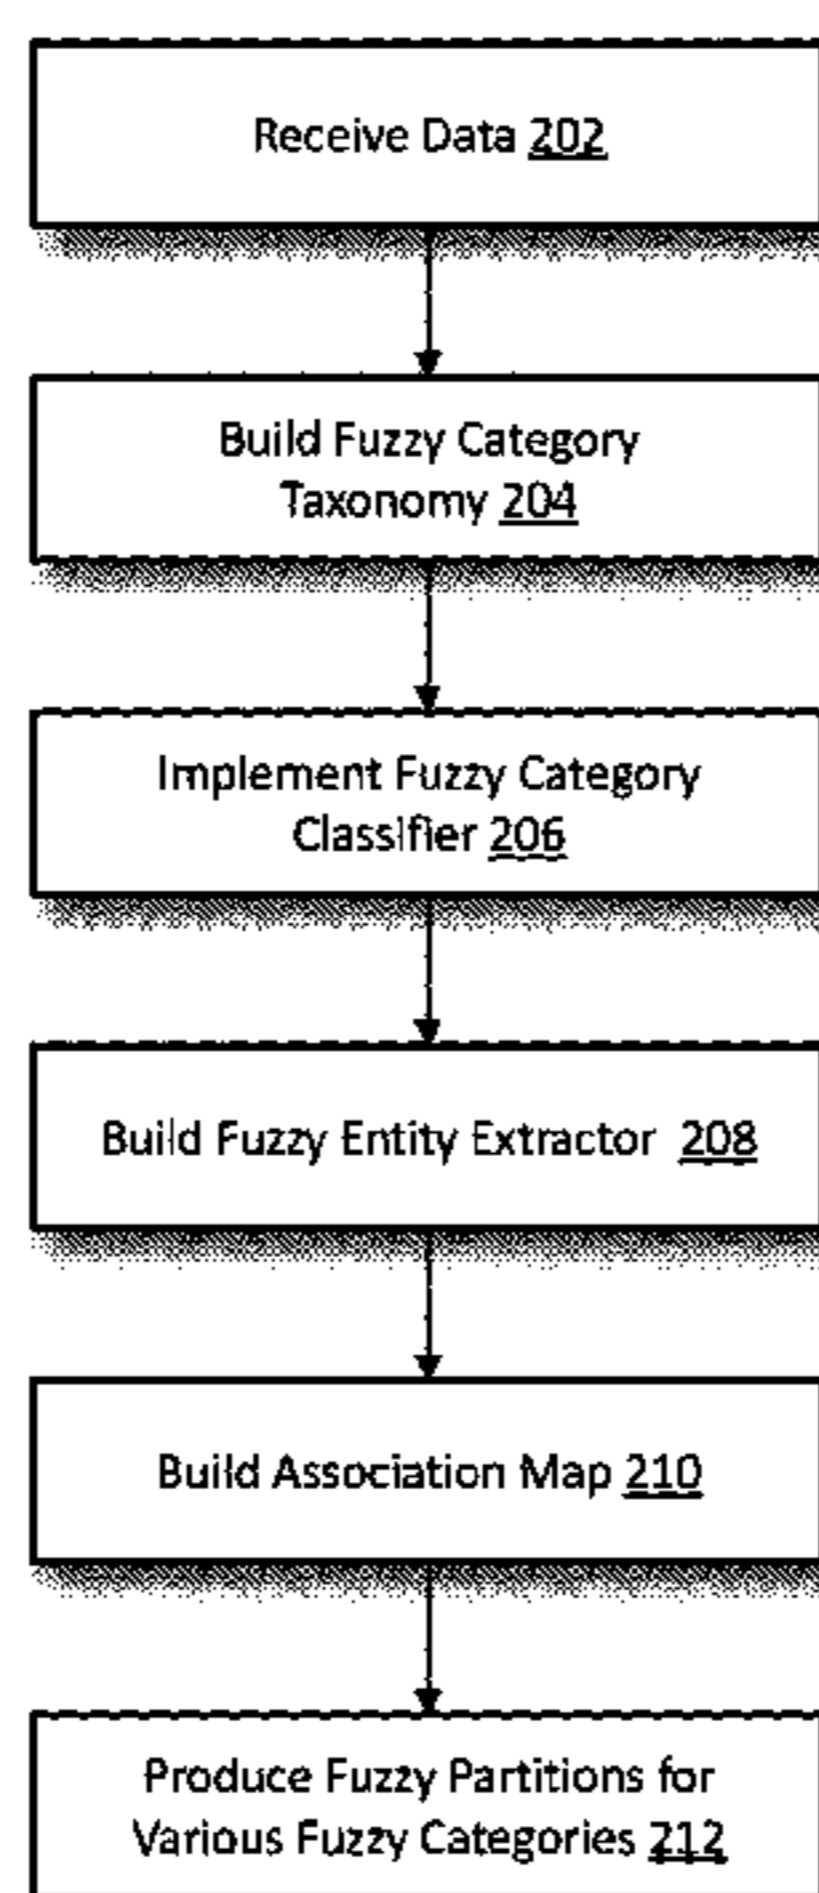 Receive Data 202
Build Fuzzy Category
Taxonomy 204
Implement Fuzzy Category
Classifier 206
Build Fuzzy Entity Extractor 208
Build Association Map 210
Produce Fuzzy Partitions for
Various Fuzzy Categories 212